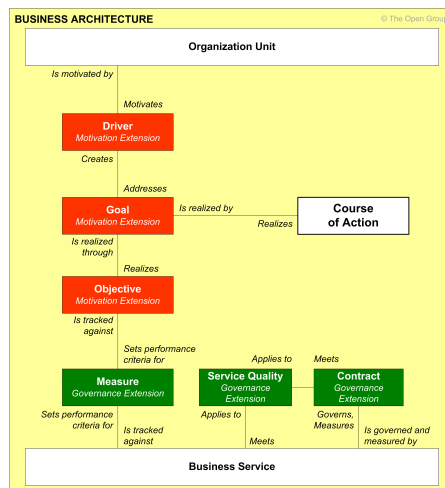 BUSINESS ARCHITECTURE
© The Open Group
Organization Unit
Is motivated by
Motivates
Driver
Motivation Extension
Creates
Addresses
Goal
Motivation Extension
Is realized by
Realizes
Course
of Action
Is realized
through
Realizes
Objective
Motivation Extension
Is tracked
against
Sets performance
criteria for
Applies to
Meets
Measure
Governance Extension
Service Quality
Governance
Extension
Contract
Governance
Extension
Sets performance
criteria for
Is tracked
against
Applies to
Meets
Governs,
Measures
Is governed and
measured by
Business Service